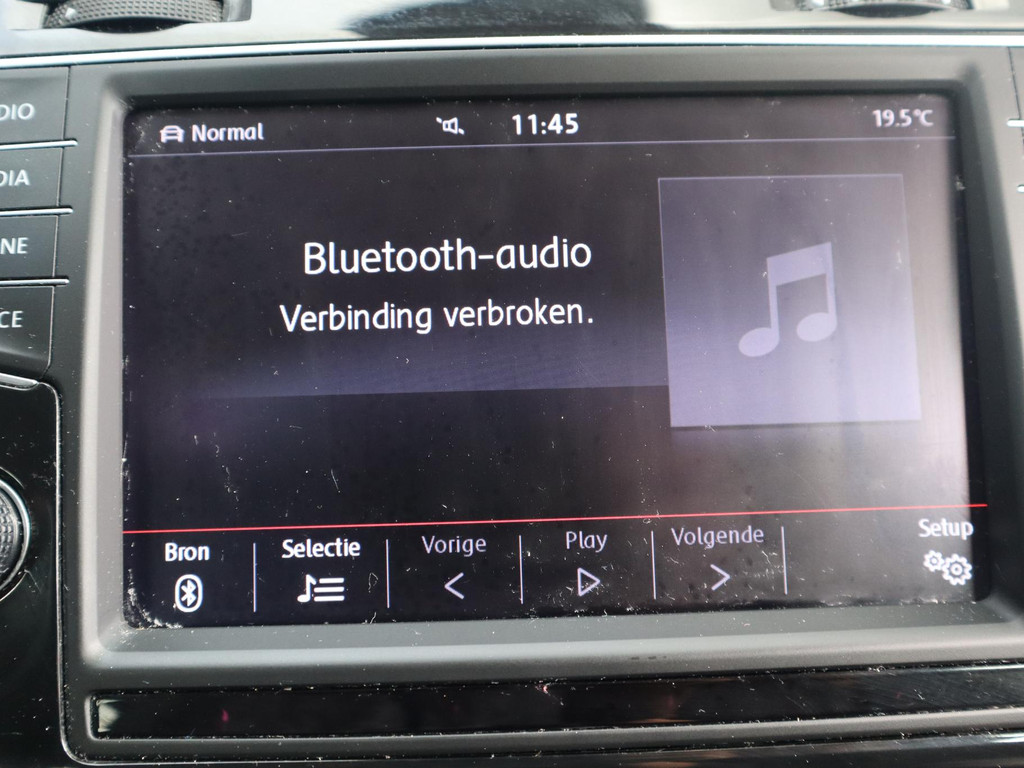 Normal 11:45 19.5°C
Bluetooth-audio
Verbinding verbroken.
Bron Selectie Vorige Play Volgende Setup
DIO
DIA
NE
CE